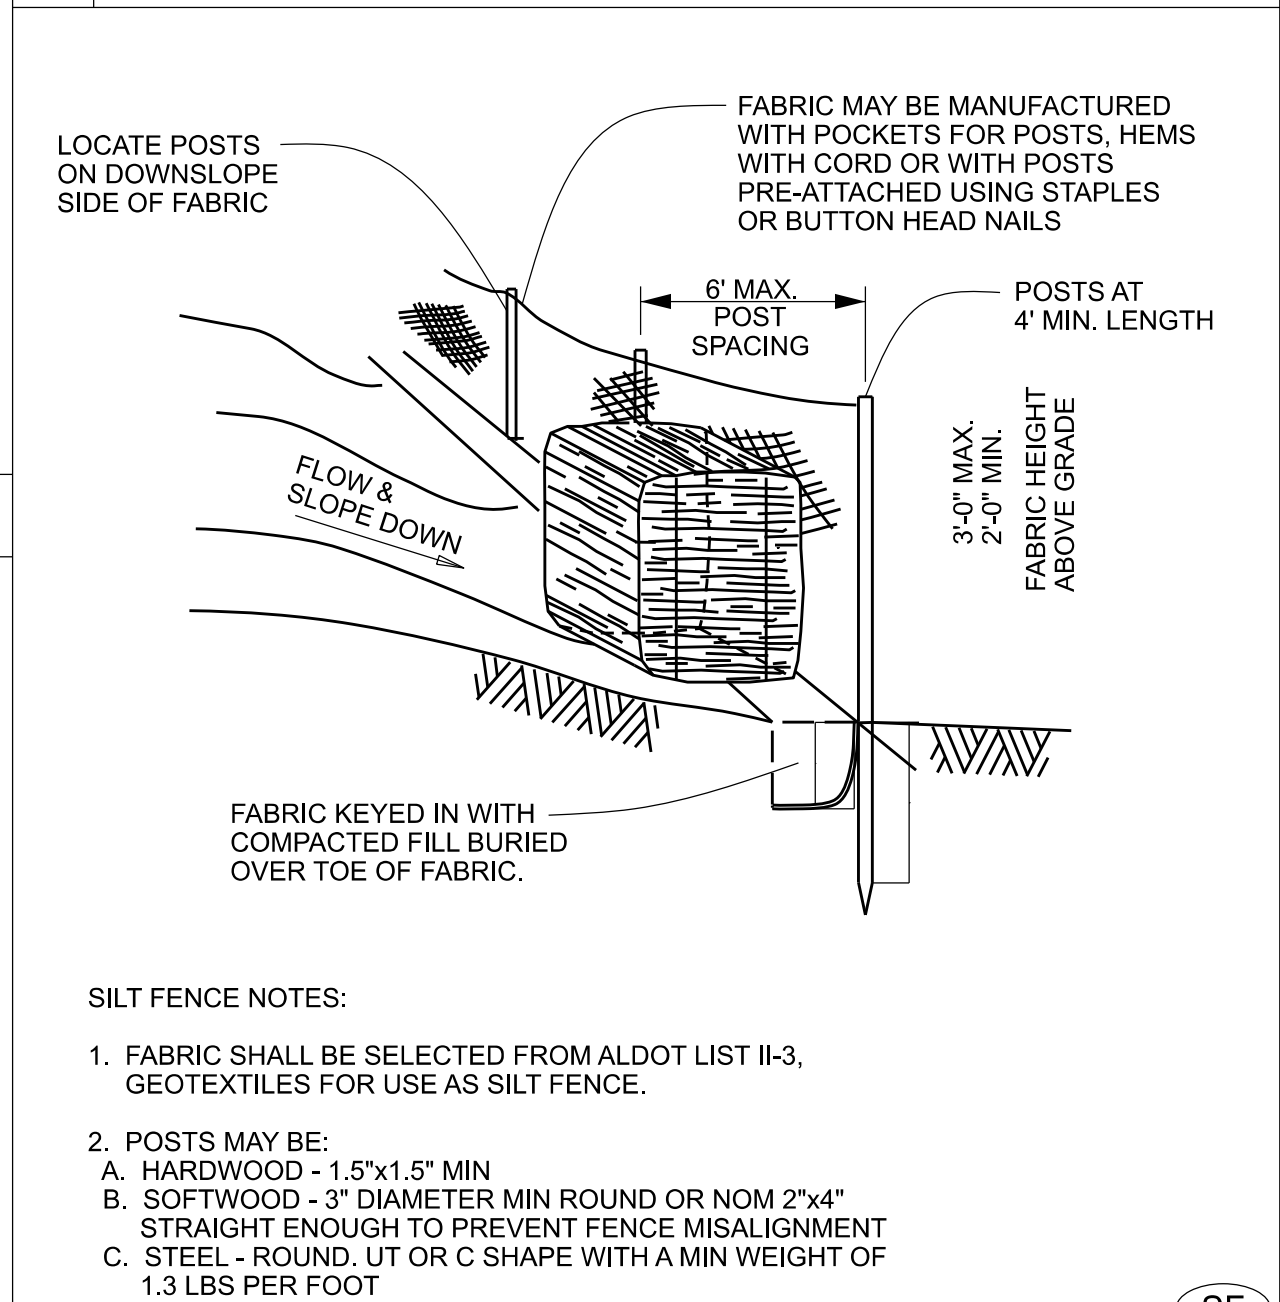 LOCATE POSTS
ON DOWNSLOPE
SIDE OF FABRIC
FABRIC MAY BE MANUFACTURED
WITH POCKETS FOR POSTS, HEMS
WITH CORD OR WITH POSTS
PRE-ATTACHED USING STAPLES
OR BUTTON HEAD NAILS
6' MAX.
POST
SPACING
POSTS AT
4' MIN. LENGTH
3'-0" MAX.
2'-0" MIN.
FABRIC HEIGHT
ABOVE GRADE
FLOW &
SLOPE DOWN
FABRIC KEYED IN WITH
COMPACTED FILL BURIED
OVER TOE OF FABRIC.
SILT FENCE NOTES:
1. FABRIC SHALL BE SELECTED FROM ALDOT LIST II-3,
GEOTEXTILES FOR USE AS SILT FENCE.
2. POSTS MAY BE:
A. HARDWOOD - 1.5"x1.5" MIN
B. SOFTWOOD - 3" DIAMETER MIN ROUND OR NOM 2"x4"
STRAIGHT ENOUGH TO PREVENT FENCE MISALIGNMENT
C. STEEL - ROUND. UT OR C SHAPE WITH A MIN WEIGHT OF
1.3 LBS PER FOOT